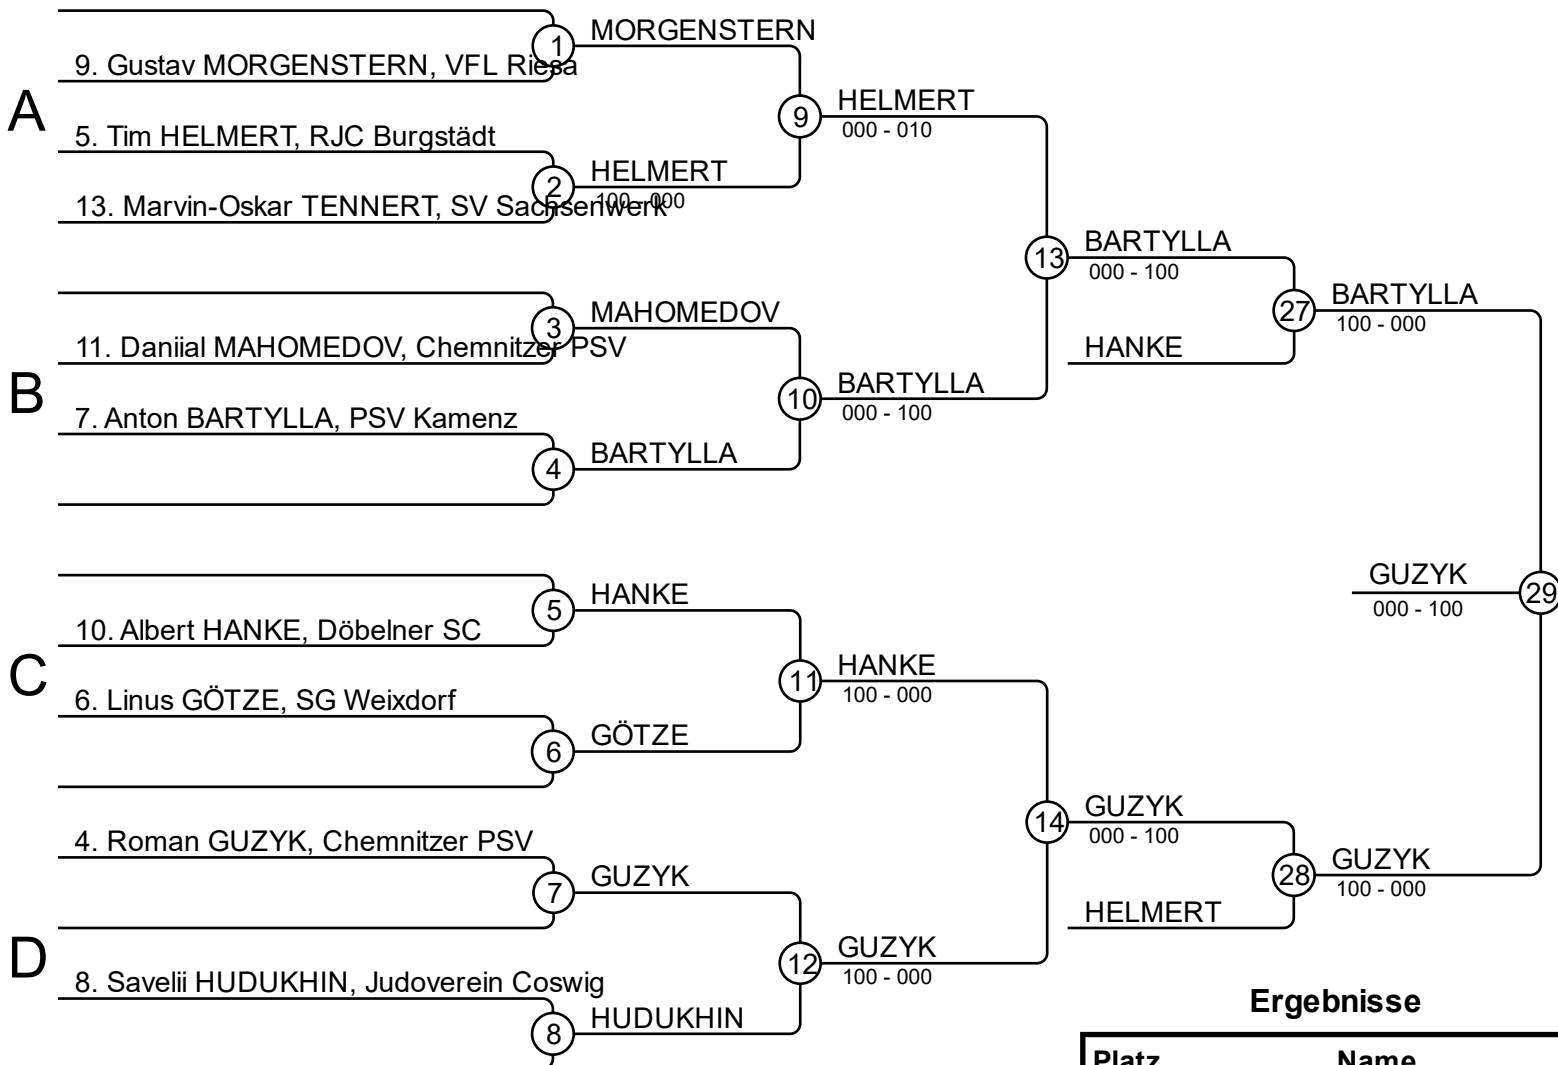 1
MORGENSTERN
9. Gustav MORGENSTERN, VFL Riesa
A
9
HELMERT
000 - 010
5. Tim HELMERT, RJC Burgstädt
2
HELMERT
100 - 000
13. Marvin-Oskar TENNERT, SV Sachsenwerk
13
BARTYLLA
000 - 100
3
MAHOMEDOV
11. Daniial MAHOMEDOV, Chemnitzer PSV
27
BARTYLLA
100 - 000
HANKE
B
10
BARTYLLA
000 - 100
7. Anton BARTYLLA, PSV Kamenz
4
BARTYLLA
GUZYK
000 - 100
29
5
HANKE
10. Albert HANKE, Döbelner SC
C
11
HANKE
100 - 000
6. Linus GÖTZE, SG Weixdorf
6
GÖTZE
14
GUZYK
000 - 100
4. Roman GUZYK, Chemnitzer PSV
7
GUZYK
28
GUZYK
100 - 000
HELMERT
D
12
GUZYK
100 - 000
8. Savelii HUDUKHIN, Judoverein Coswig
8
HUDUKHIN
Ergebnisse
Platz Name